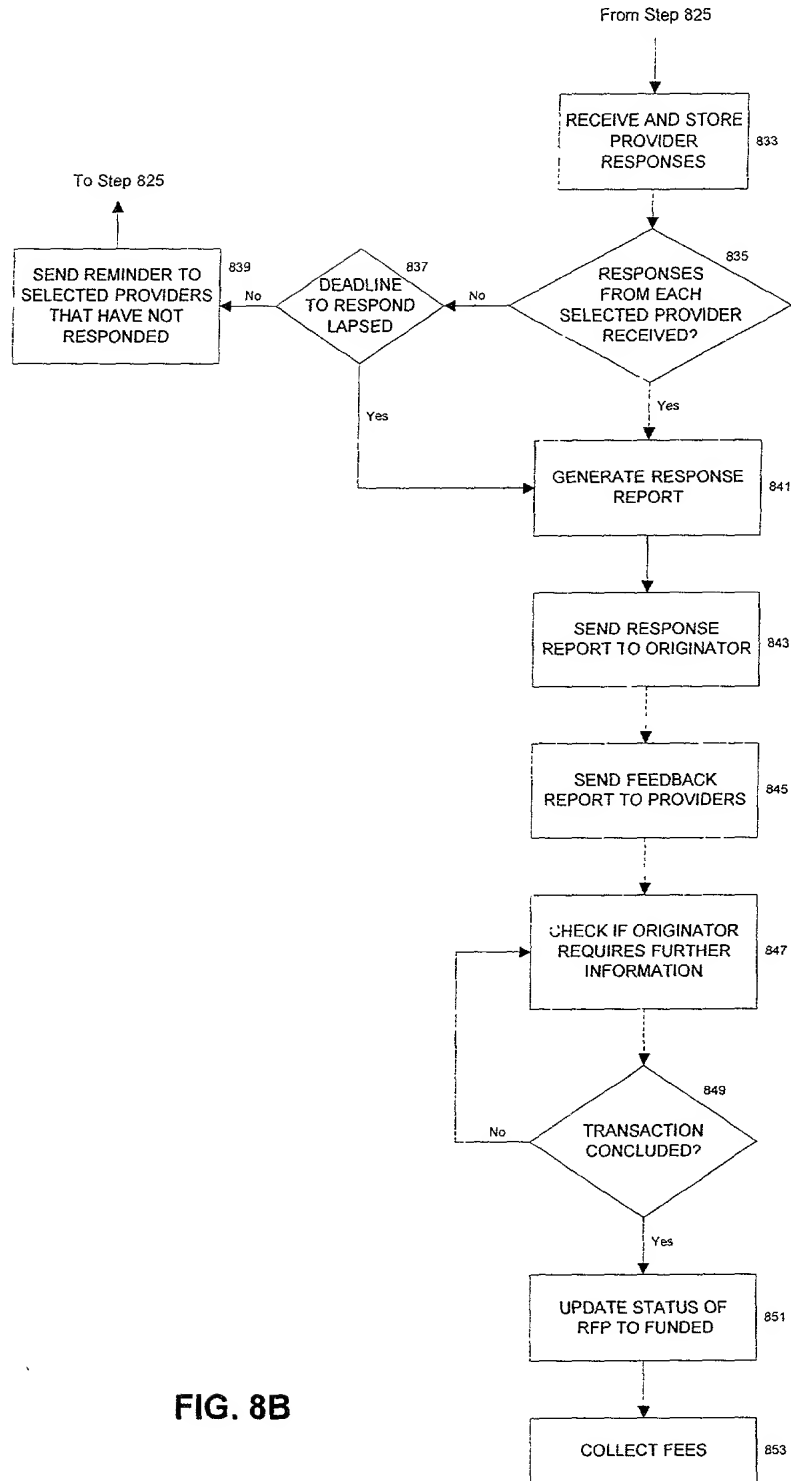 From Step 825
RECEIVE AND STORE
PROVIDER
RESPONSES
833
To Step 825
SEND REMINDER TO
SELECTED PROVIDERS
THAT HAVE NOT
RESPONDED
839
No
DEADLINE
TO RESPOND
LAPSED
837
No
RESPONSES
FROM EACH
SELECTED PROVIDER
RECEIVED?
835
Yes
Yes
GENERATE RESPONSE
REPORT
841
SEND RESPONSE
REPORT TO ORIGINATOR
843
SEND FEEDBACK
REPORT TO PROVIDERS
845
CHECK IF ORIGINATOR
REQUIRES FURTHER
INFORMATION
847
849
No
TRANSACTION
CONCLUDED?
Yes
UPDATE STATUS OF
RFP TO FUNDED
851
FIG. 8B
COLLECT FEES
853